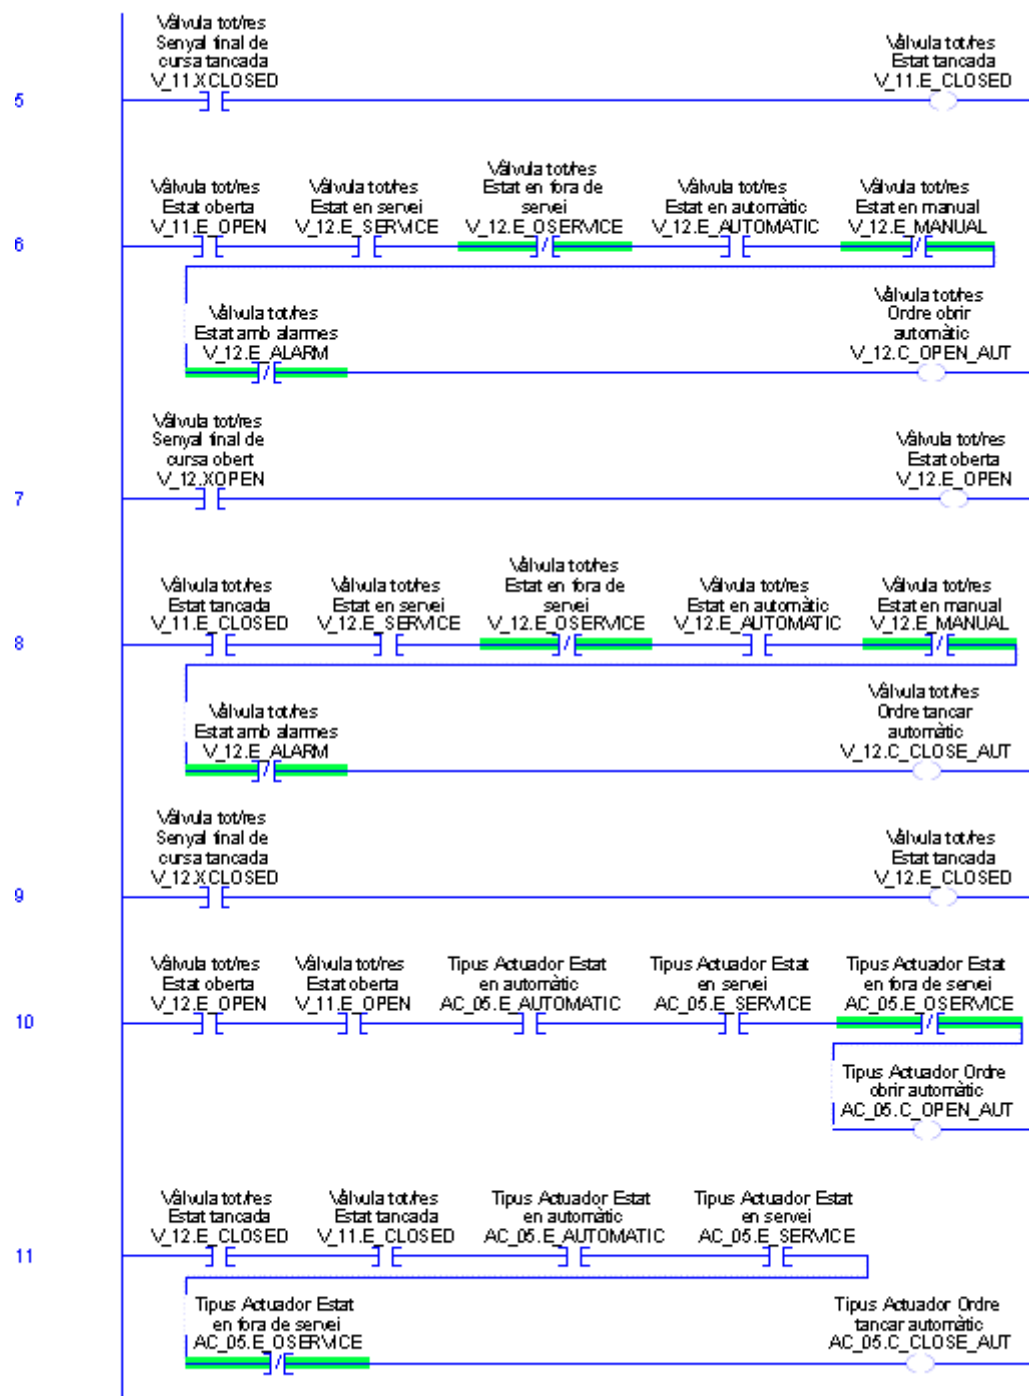 Vàlvula tot/res
Senyal final de
cursa tancada
V_11.XCLOSED
Vàlvula tot/res
Estat tancada
V_11.E_CLOSED
5
Vàlvula tot/res
Estat oberta
V_11.E_OPEN
Vàlvula tot/res
Estat en servei
V_12.E_SERVICE
Vàlvula tot/res
Estat en fora de
servei
V_12.E_OSERVICE
Vàlvula tot/res
Estat en automàtic
V_12.E_AUTOMATIC
Vàlvula tot/res
Estat en manual
V_12.E_MANUAL
6
Vàlvula tot/res
Estat amb alarmes
V_12.E_ALARM
Vàlvula tot/res
Ordre obrir
automàtic
V_12.C_OPEN_AUT
Vàlvula tot/res
Senyal final de
cursa obert
V_12.XOPEN
Vàlvula tot/res
Estat oberta
V_12.E_OPEN
7
Vàlvula tot/res
Estat tancada
V_11.E_CLOSED
Vàlvula tot/res
Estat en servei
V_12.E_SERVICE
Vàlvula tot/res
Estat en fora de
servei
V_12.E_OSERVICE
Vàlvula tot/res
Estat en automàtic
V_12.E_AUTOMATIC
Vàlvula tot/res
Estat en manual
V_12.E_MANUAL
8
Vàlvula tot/res
Estat amb alarmes
V_12.E_ALARM
Vàlvula tot/res
Ordre tancar
automàtic
V_12.C_CLOSE_AUT
Vàlvula tot/res
Senyal final de
cursa tancada
V_12.XCLOSED
Vàlvula tot/res
Estat tancada
V_12.E_CLOSED
9
Vàlvula tot/res
Estat oberta
V_12.E_OPEN
Vàlvula tot/res
Estat oberta
V_11.E_OPEN
Tipus Actuador Estat
en automàtic
AC_05.E_AUTOMATIC
Tipus Actuador Estat
en servei
AC_05.E_SERVICE
Tipus Actuador Estat
en fora de servei
AC_05.E_OSERVICE
10
Tipus Actuador Ordre
obrir automàtic
AC_05.C_OPEN_AUT
Vàlvula tot/res
Estat tancada
V_12.E_CLOSED
Vàlvula tot/res
Estat tancada
V_11.E_CLOSED
Tipus Actuador Estat
en automàtic
AC_05.E_AUTOMATIC
Tipus Actuador Estat
en servei
AC_05.E_SERVICE
11
Tipus Actuador Estat
en fora de servei
AC_05.E_OSERVICE
Tipus Actuador Ordre
tancar automàtic
AC_05.C_CLOSE_AUT